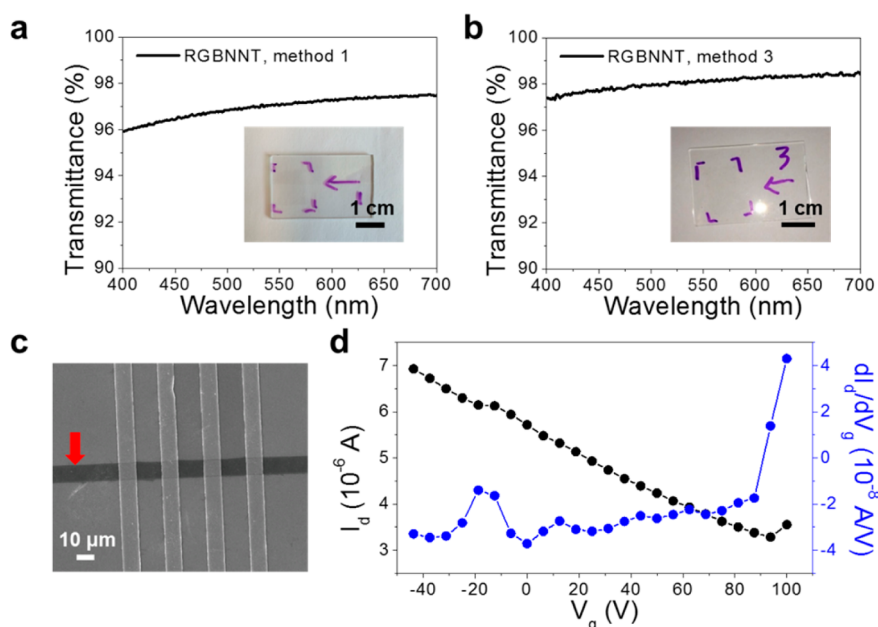 a
100
98
96
94
92
90
Transmittance (%)
RGBNNT, method 1
1 cm
400 450 500 550 600 650 700
Wavelength (nm)
b
100
98
96
94
92
90
Transmittance (%)
RGBNNT, method 3
3
1 cm
400 450 500 550 600 650 700
Wavelength (nm)
c
10 µm
d
7
6
5
4
3
I_d (10⁻⁶ A)
-40 -20 0 20 40 60 80 100
V_g (V)
4
2
0
-2
-4
dI_d/dV_g (10⁻⁸ A/V)